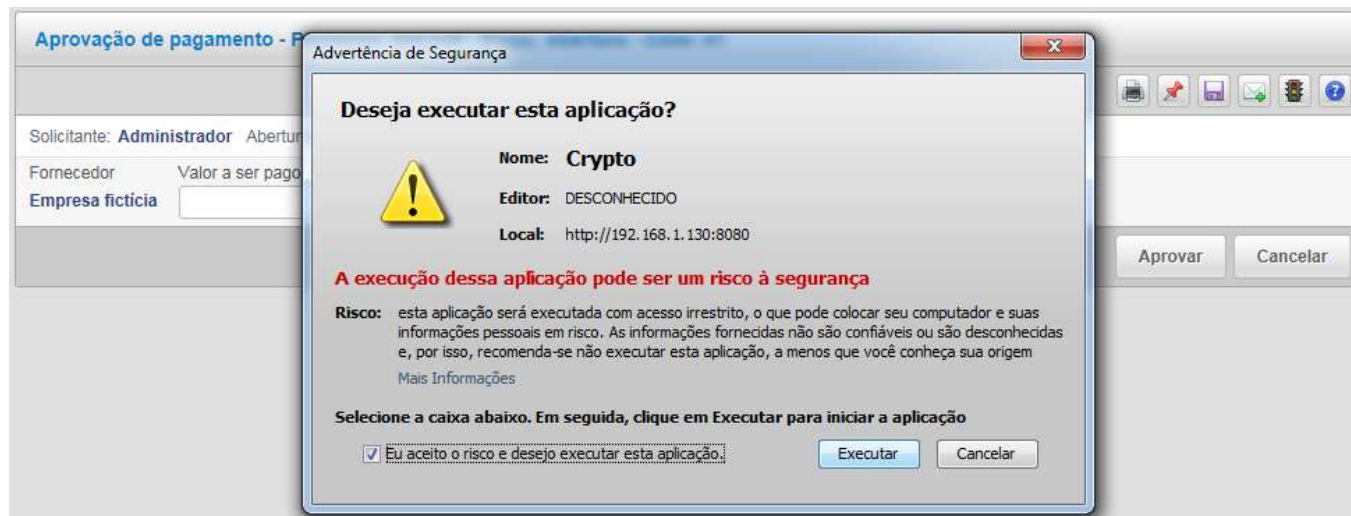 Aprovação de pagamento - P
Advertência de Segurança
Deseja executar esta aplicação?
Solicitante: Administrador Abertur
Nome: Crypto
Fornecedor Valor a ser pago
Empresa fictícia
Editor: DESCONHECIDO
Local: http://192.168.1.130:8080
Aprovar Cancelar
A execução dessa aplicação pode ser um risco à segurança
Risco: esta aplicação será executada com acesso irrestrito, o que pode colocar seu computador e suas
informações pessoais em risco. As informações fornecidas não são confiáveis ou são desconhecidas
e, por isso, recomenda-se não executar esta aplicação, a menos que você conheça sua origem
Mais Informações
Selecione a caixa abaixo. Em seguida, clique em Executar para iniciar a aplicação
Eu aceito o risco e desejo executar esta aplicação.
Executar Cancelar